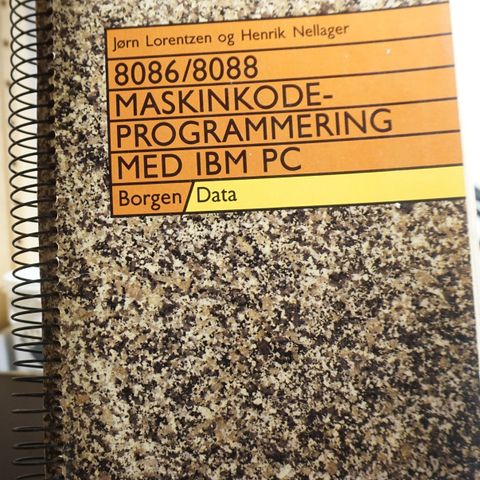 Jørn Lorentzen og Henrik Nellager
8086/8088
MASKINKODE-
PROGRAMMERING
MED IBM PC
Borgen/Data